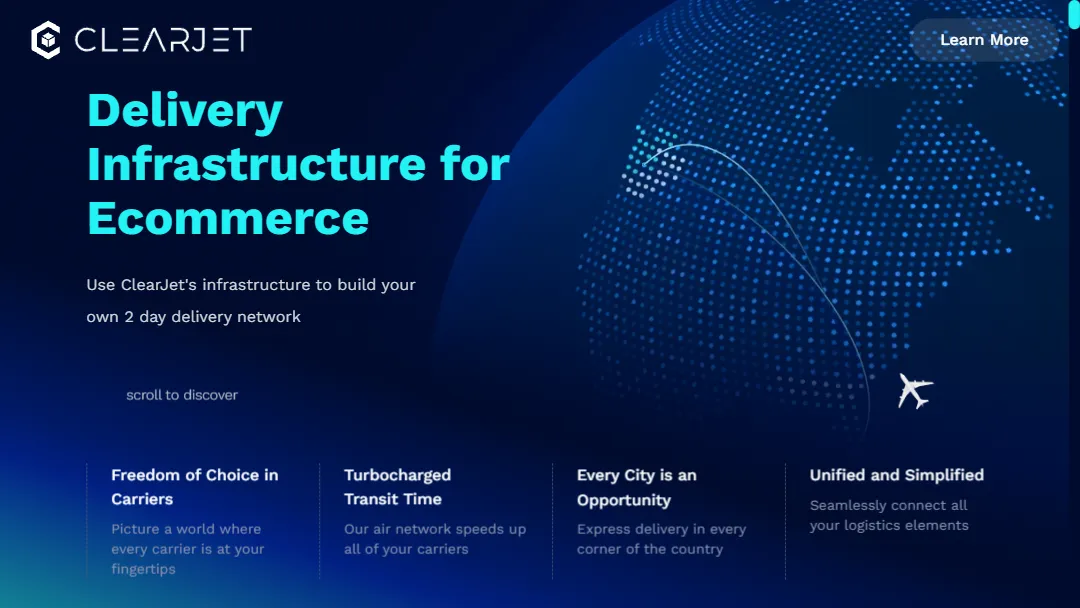 CLEARJET
Learn More
Delivery
Infrastructure for
Ecommerce
Use ClearJet's infrastructure to build your
own 2 day delivery network
scroll to discover
Freedom of Choice in
Carriers
Picture a world where
every carrier is at your
fingertips
Turbocharged
Transit Time
Our air network speeds up
all of your carriers
Every City is an
Opportunity
Express delivery in every
corner of the country
Unified and Simplified
Seamlessly connect all
your logistics elements